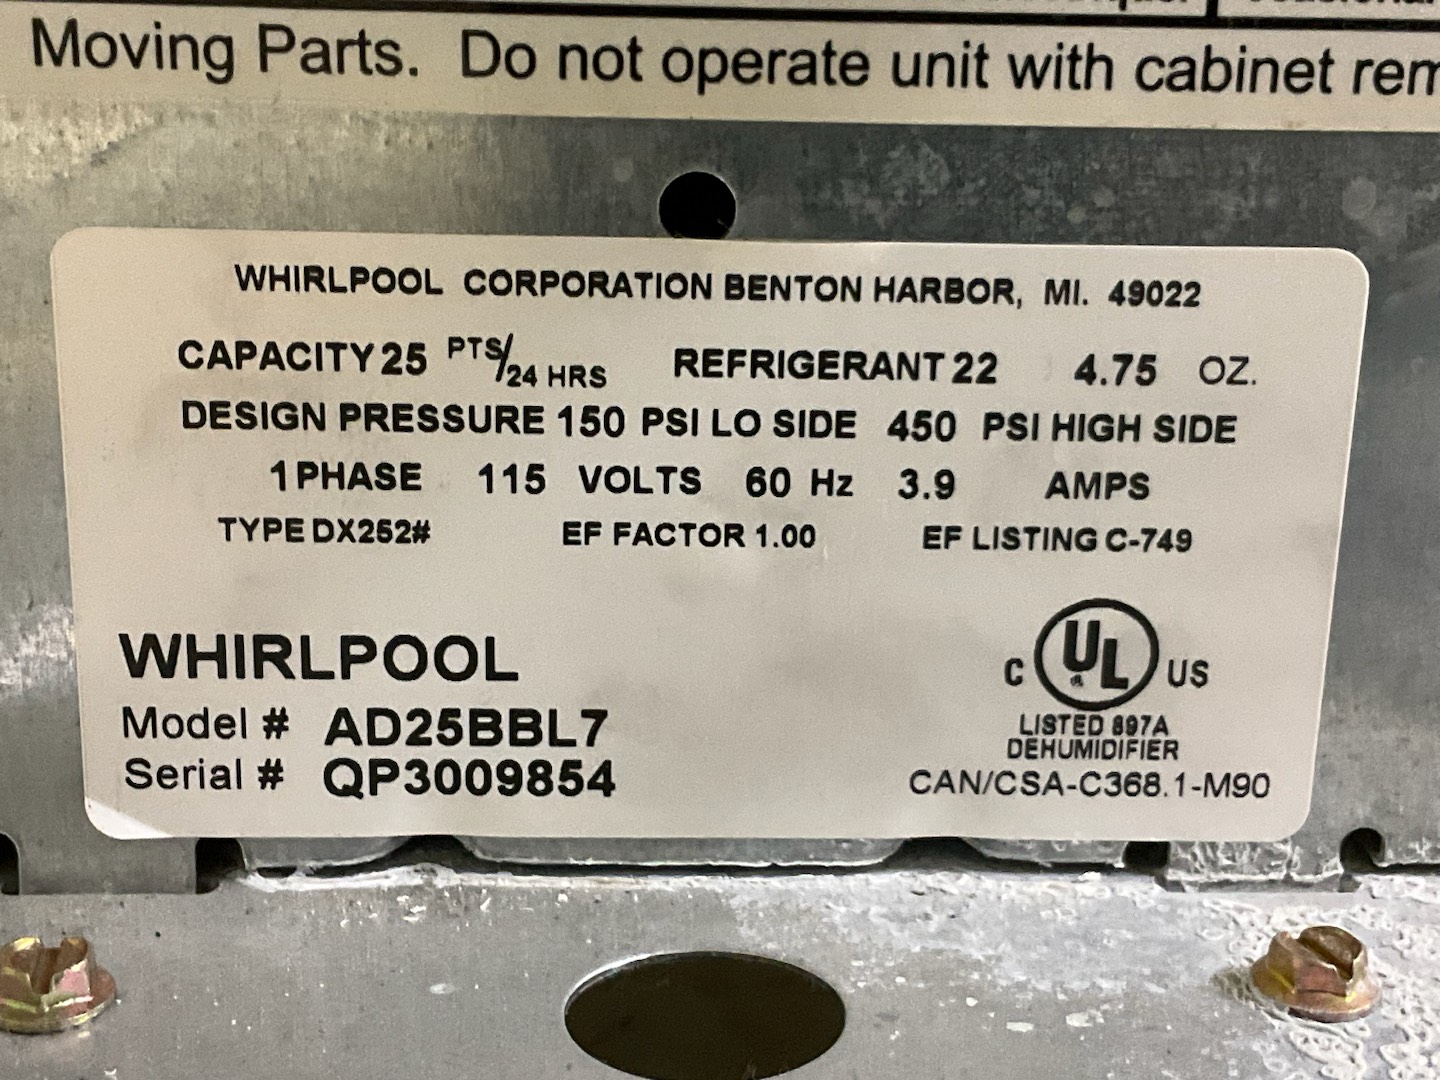 Moving Parts. Do not operate unit with cabinet rem
WHIRLPOOL CORPORATION BENTON HARBOR, MI. 49022
CAPACITY 25 PTS/24 HRS REFRIGERANT 22 4.75 OZ.
DESIGN PRESSURE 150 PSI LO SIDE 450 PSI HIGH SIDE
1 PHASE 115 VOLTS 60 Hz 3.9 AMPS
TYPE DX252# EF FACTOR 1.00 EF LISTING C-749
WHIRLPOOL
Model # AD25BBL7
Serial # QP3009854
C UL® US
LISTED 897A
DEHUMIDIFIER
CAN/CSA-C368.1-M90